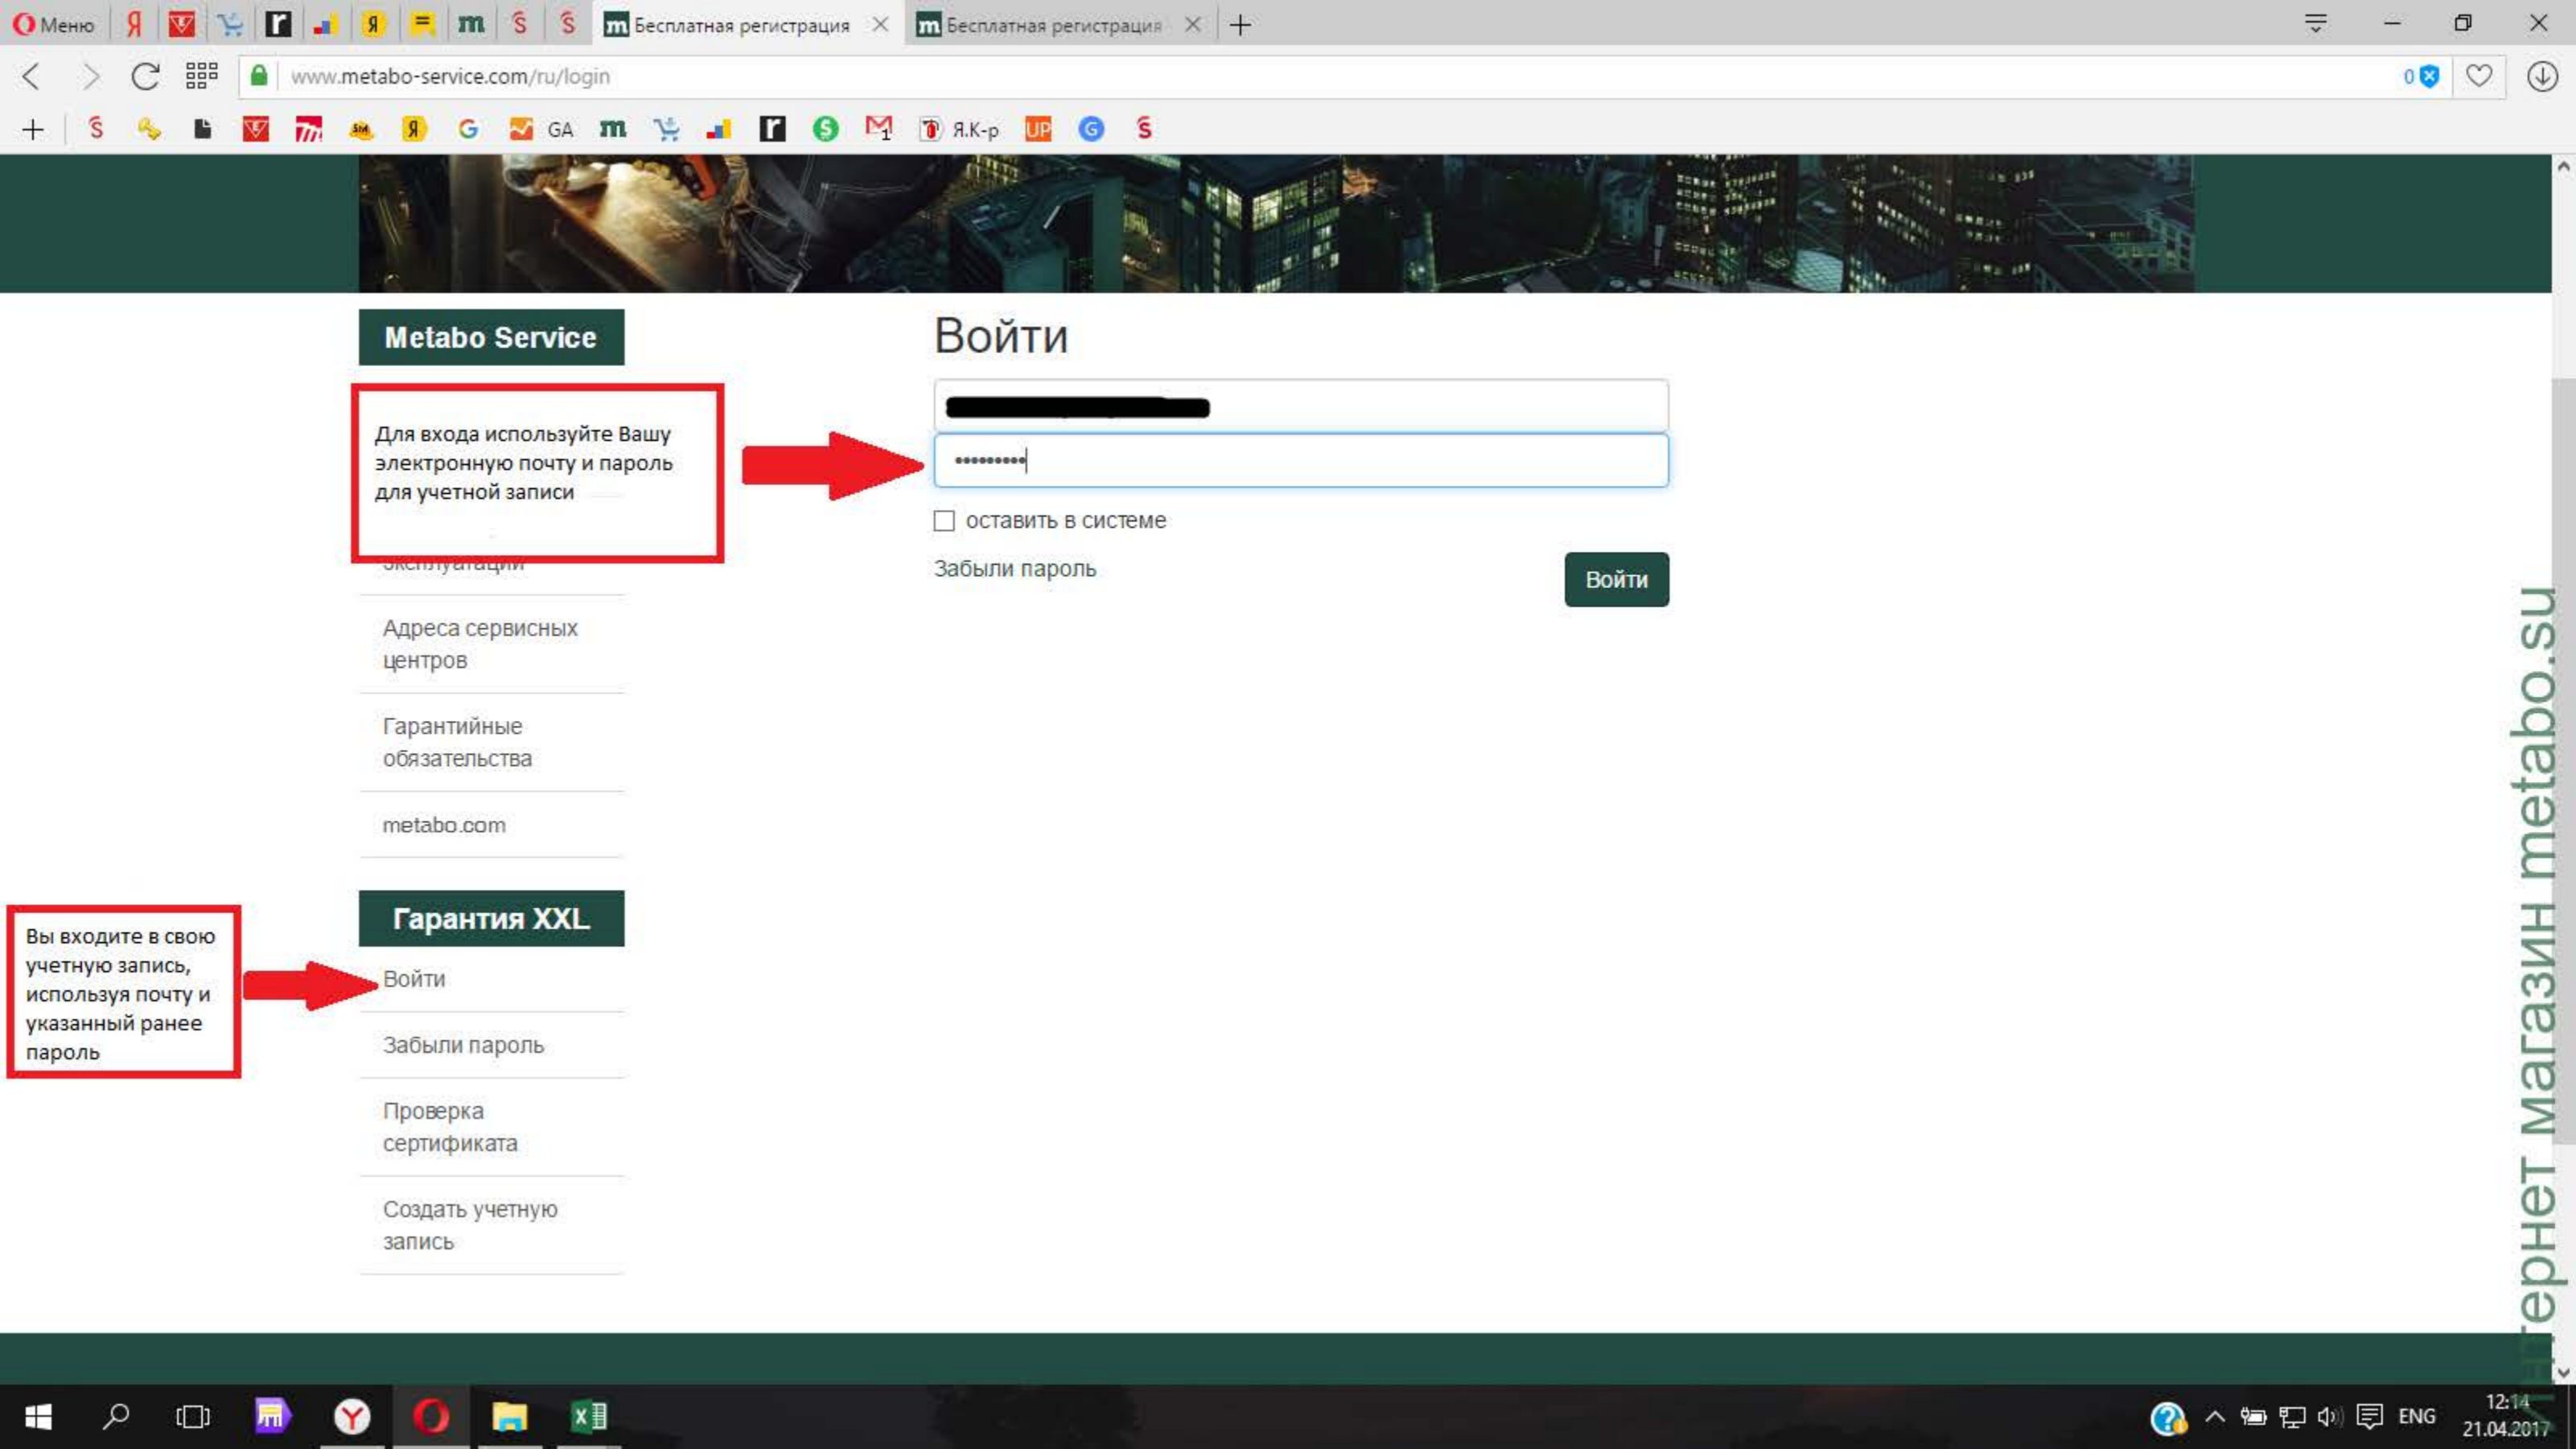 Меню
Бесплатная регистрация
Бесплатная регистрация
www.metabo-service.com/ru/login
0
GA
Я.К-р
UP
Metabo Service
Войти
Для входа используйте Вашу
электронную почту и пароль
для учетной записи
•••••••••
оставить в системе
эксплуатации
Забыли пароль
Войти
Адреса сервисных
центров
Гарантийные
обязательства
metabo.com
Гарантия XXL
Вы входите в свою
учетную запись,
используя почту и
указанный ранее
пароль
Войти
Забыли пароль
Проверка
сертификата
Создать учетную
запись
Интернет магазин metabo.su
ENG
12:14
21.04.2017